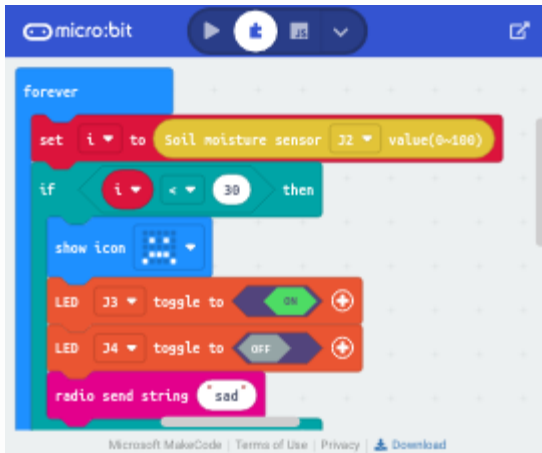 micro:bit
JS
forever
set i to Soil moisture sensor J2 value(0~100)
if i < 30 then
show icon
LED J3 toggle to ON
LED J4 toggle to OFF
radio send string "sad"
Microsoft MakeCode | Terms of Use | Privacy | Download